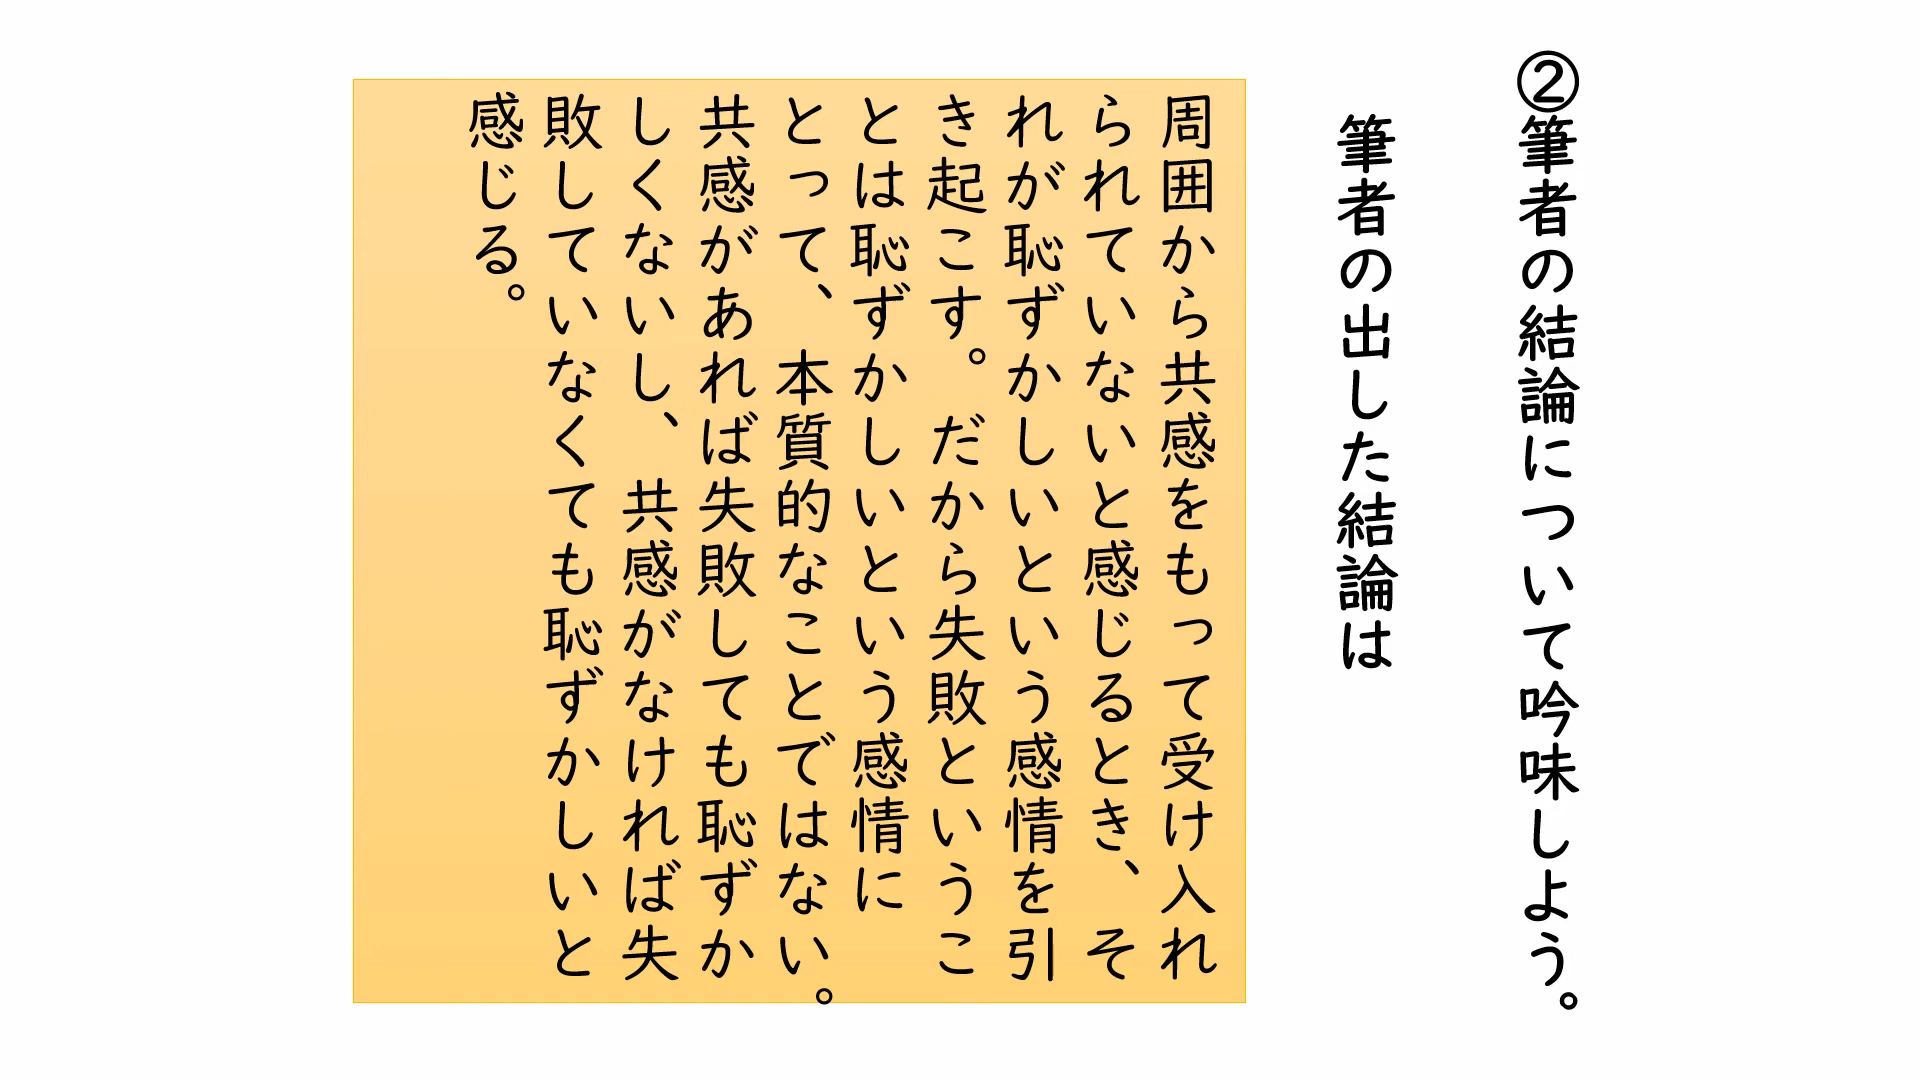 ②筆者の結論について吟味しよう。
筆者の出した結論は
周囲から共感をもって受け入れ
られていないと感じるとき、そ
れが恥ずかしいという感情を引
き起こす。だから失敗というこ
とは恥ずかしいという感情に
とって、本質的なことではない。
共感があれば失敗しても恥ずか
しくないし、共感がなければ失
敗していなくても恥ずかしいと
感じる。